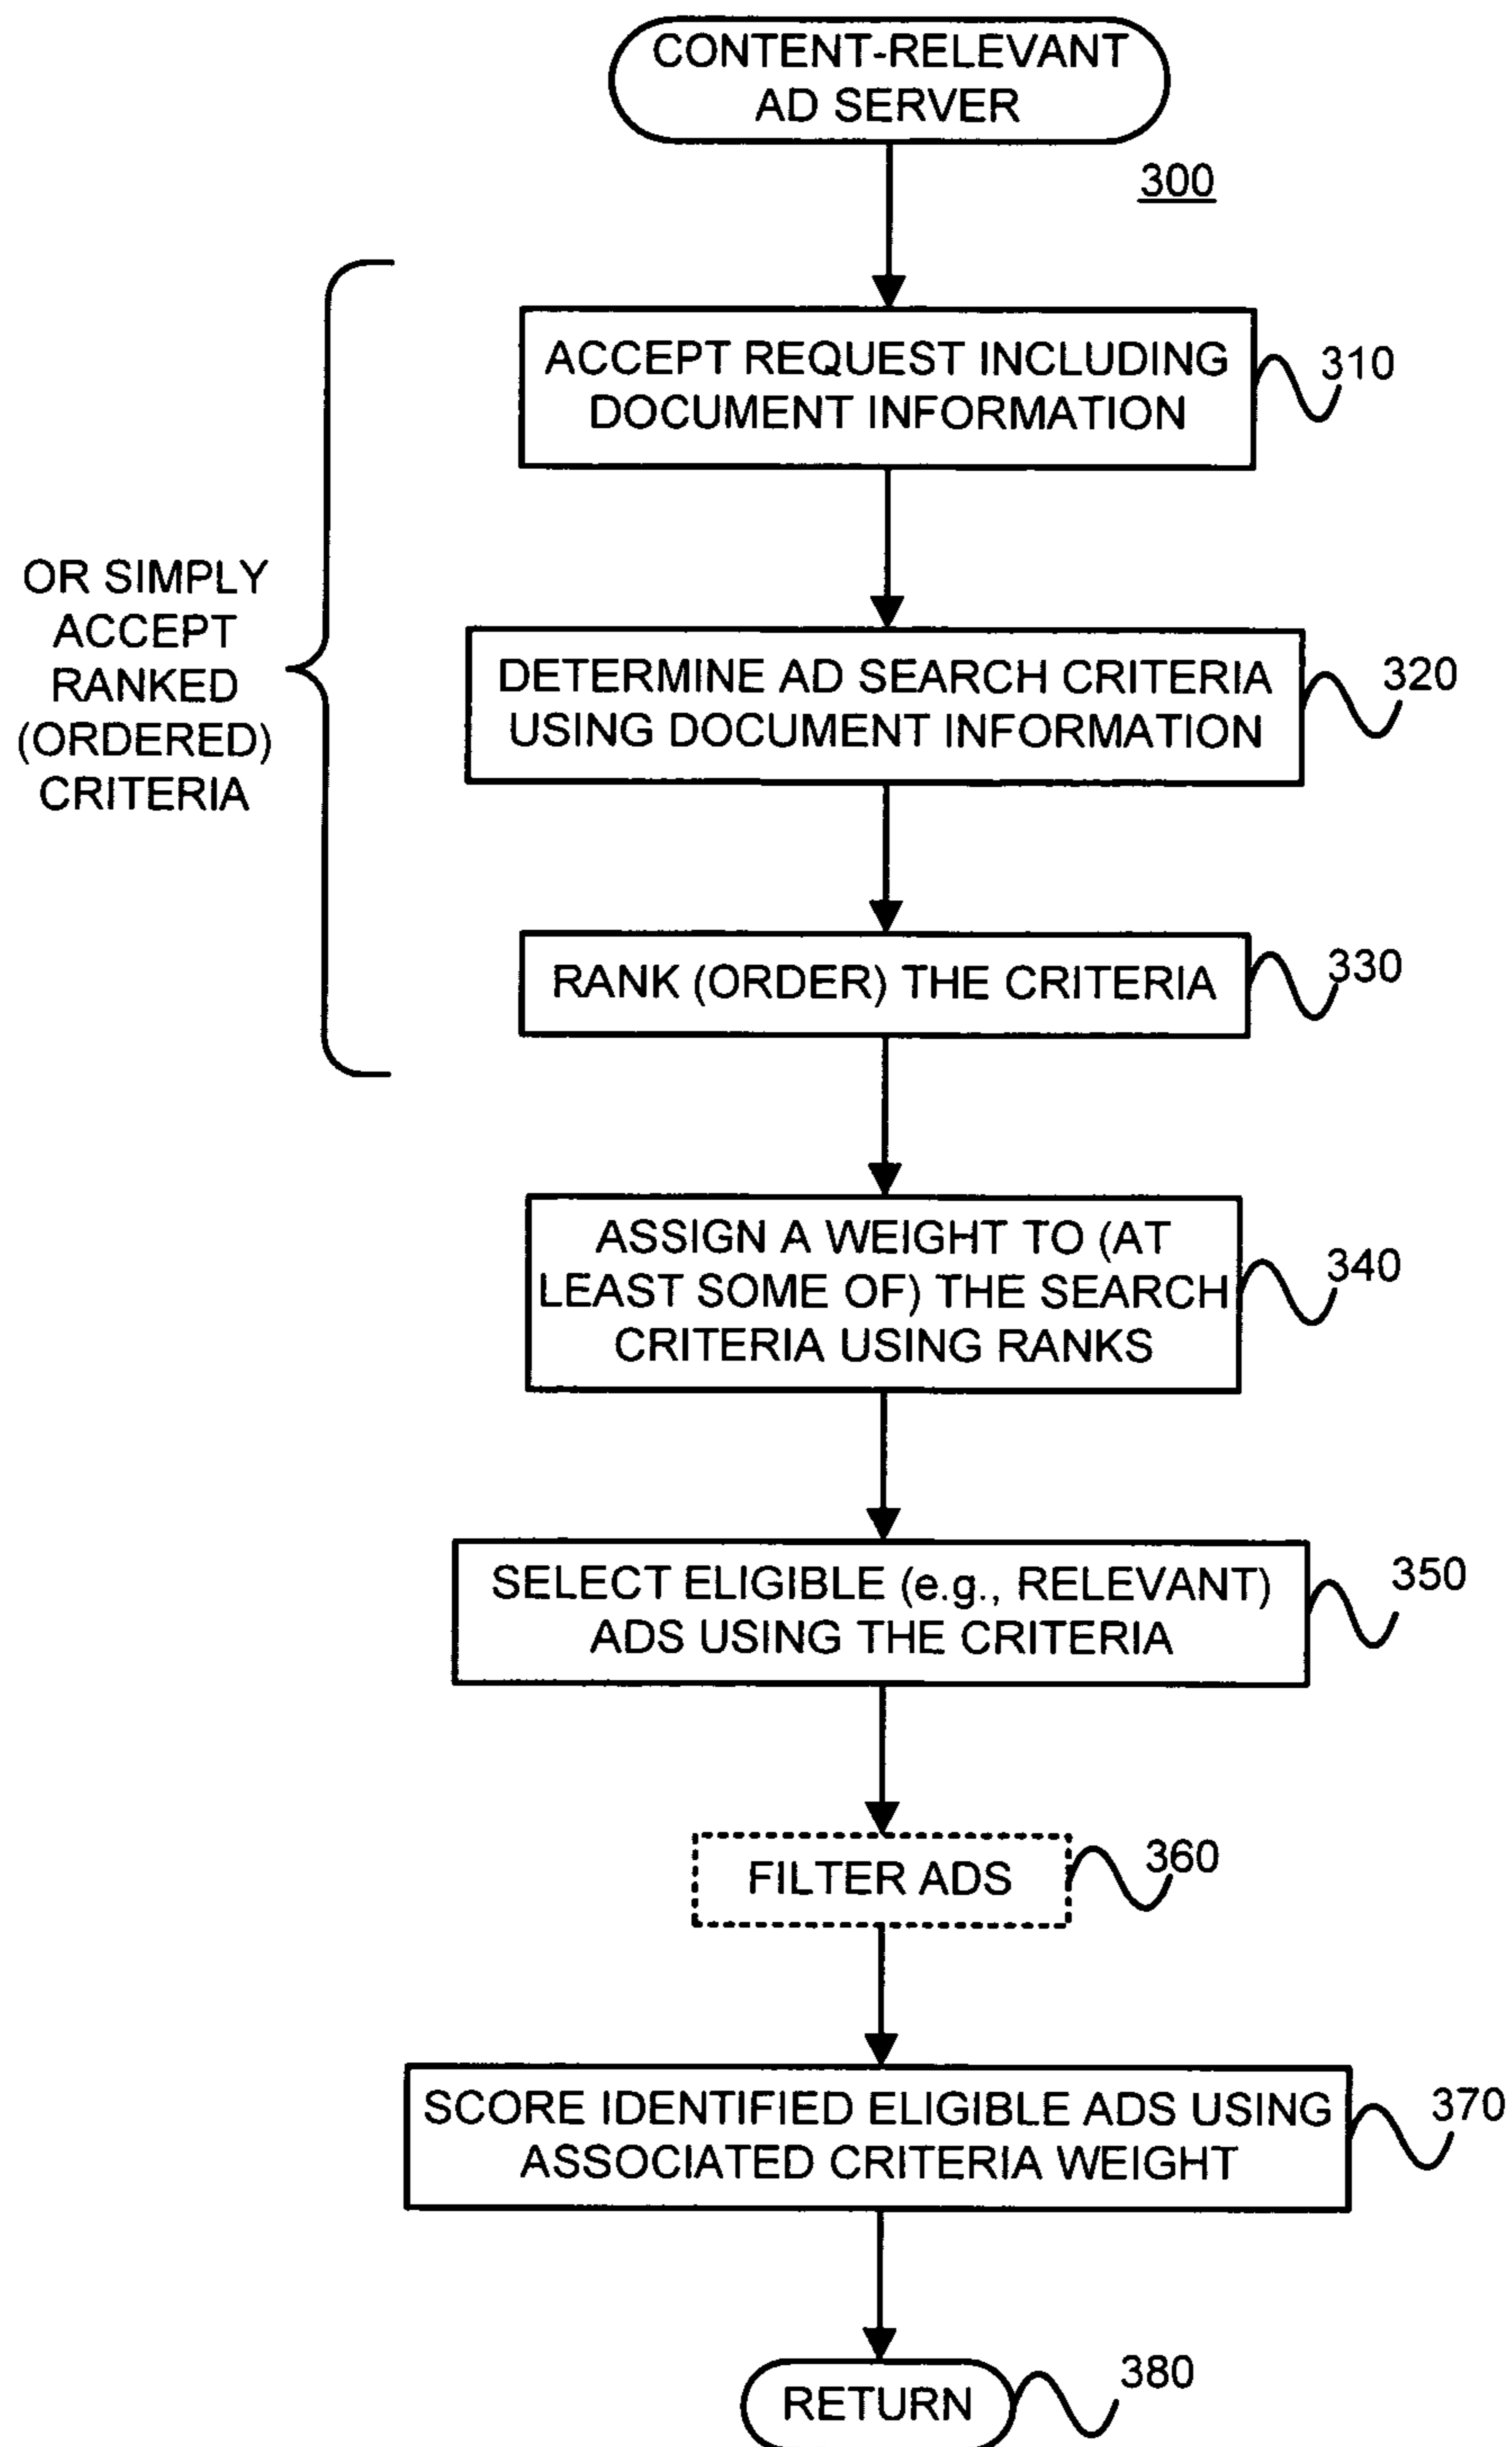 CONTENT-RELEVANT
AD SERVER
300
ACCEPT REQUEST INCLUDING
DOCUMENT INFORMATION
310
OR SIMPLY
ACCEPT
RANKED
(ORDERED)
CRITERIA
DETERMINE AD SEARCH CRITERIA
USING DOCUMENT INFORMATION
320
RANK (ORDER) THE CRITERIA
330
ASSIGN A WEIGHT TO (AT
LEAST SOME OF) THE SEARCH
CRITERIA USING RANKS
340
SELECT ELIGIBLE (e.g., RELEVANT)
ADS USING THE CRITERIA
350
FILTER ADS
360
SCORE IDENTIFIED ELIGIBLE ADS USING
ASSOCIATED CRITERIA WEIGHT
370
RETURN
380